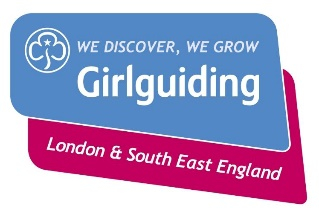 WE DISCOVER, WE GROW
Girlguiding
London & South East England